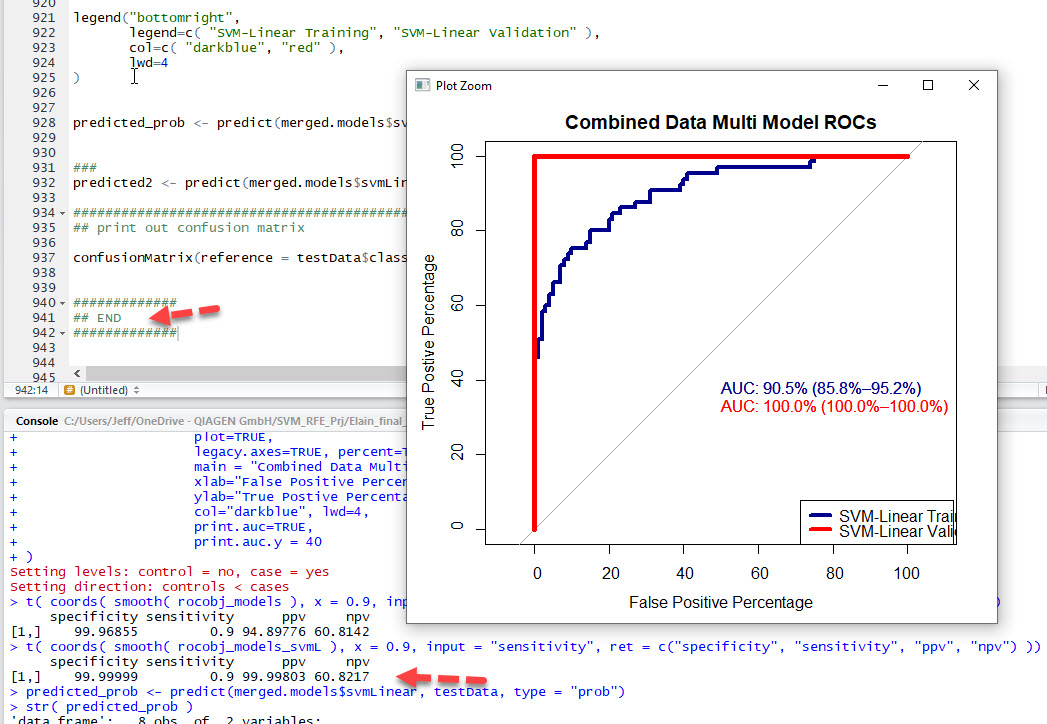 920
921 legend("bottomright",
922 legend=c( "SVM-Linear Training", "SVM-Linear Validation" ),
923 col=c( "darkblue", "red" ),
924 lwd=4
925 )
926
927
928 predicted_prob <- predict(merged.models$sv
929
930
931 ###
932 predicted2 <- predict(merged.models$svmLin
933
934 #########################################
935 ## print out confusion matrix
936
937 confusionMatrix(reference = testData$class
938
939
940 #############
941 ## END
942 #############
943
944
945
942:14 # (Untitled)
Console C:/Users/Jeff/OneDrive - QIAGEN GmbH/SVM_RFE_Prj/Elain_final_
+ plot=TRUE,
+ legacy.axes=TRUE, percent=T
+ main = "Combined Data Multi
+ xlab="False Positive Percen
+ ylab="True Postive Percenta
+ col="darkblue", lwd=4,
+ print.auc=TRUE,
+ print.auc.y = 40
+ )
Setting levels: control = no, case = yes
Setting direction: controls < cases
> t( coords( smooth( rocobj_models ), x = 0.9, inp
specificity sensitivity ppv npv
[1,] 99.96855 0.9 94.89776 60.8142
> t( coords( smooth( rocobj_models_svmL ), x = 0.9, input = "sensitivity", ret = c("specificity", "sensitivity", "ppv", "npv") ))
specificity sensitivity ppv npv
[1,] 99.99999 0.9 99.99803 60.8217
> predicted_prob <- predict(merged.models$svmLinear, testData, type = "prob")
> str( predicted_prob )
'data.frame': 8 obs. of 2 variables:
Plot Zoom
Combined Data Multi Model ROCs
True Postive Percentage
100
80
60
40
20
0
AUC: 90.5% (85.8%–95.2%)
AUC: 100.0% (100.0%–100.0%)
SVM-Linear Trai
SVM-Linear Vali
0 20 40 60 80 100
False Positive Percentage